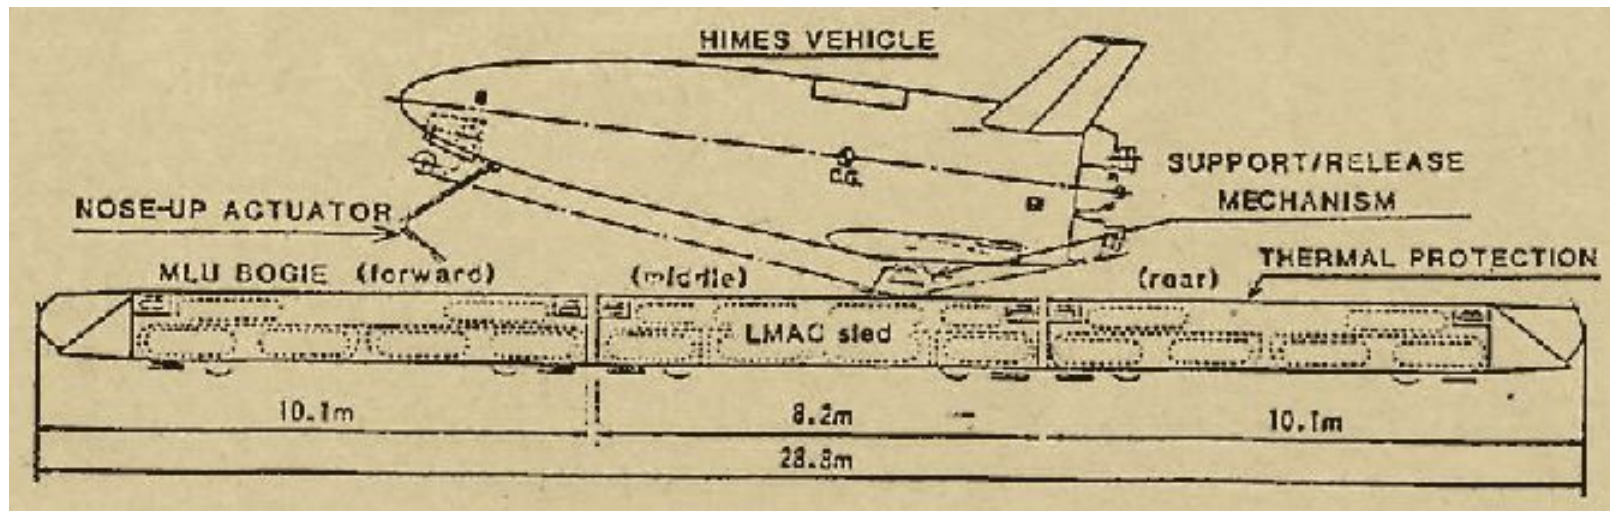 HIMES VEHICLE
C.G.
SUPPORT/RELEASE
MECHANISM
NOSE-UP ACTUATOR
THERMAL PROTECTION
MLU BOGIE (forward)
(middle)
(rear)
LMAC sled
10.1m
8.2m
10.1m
28.8m